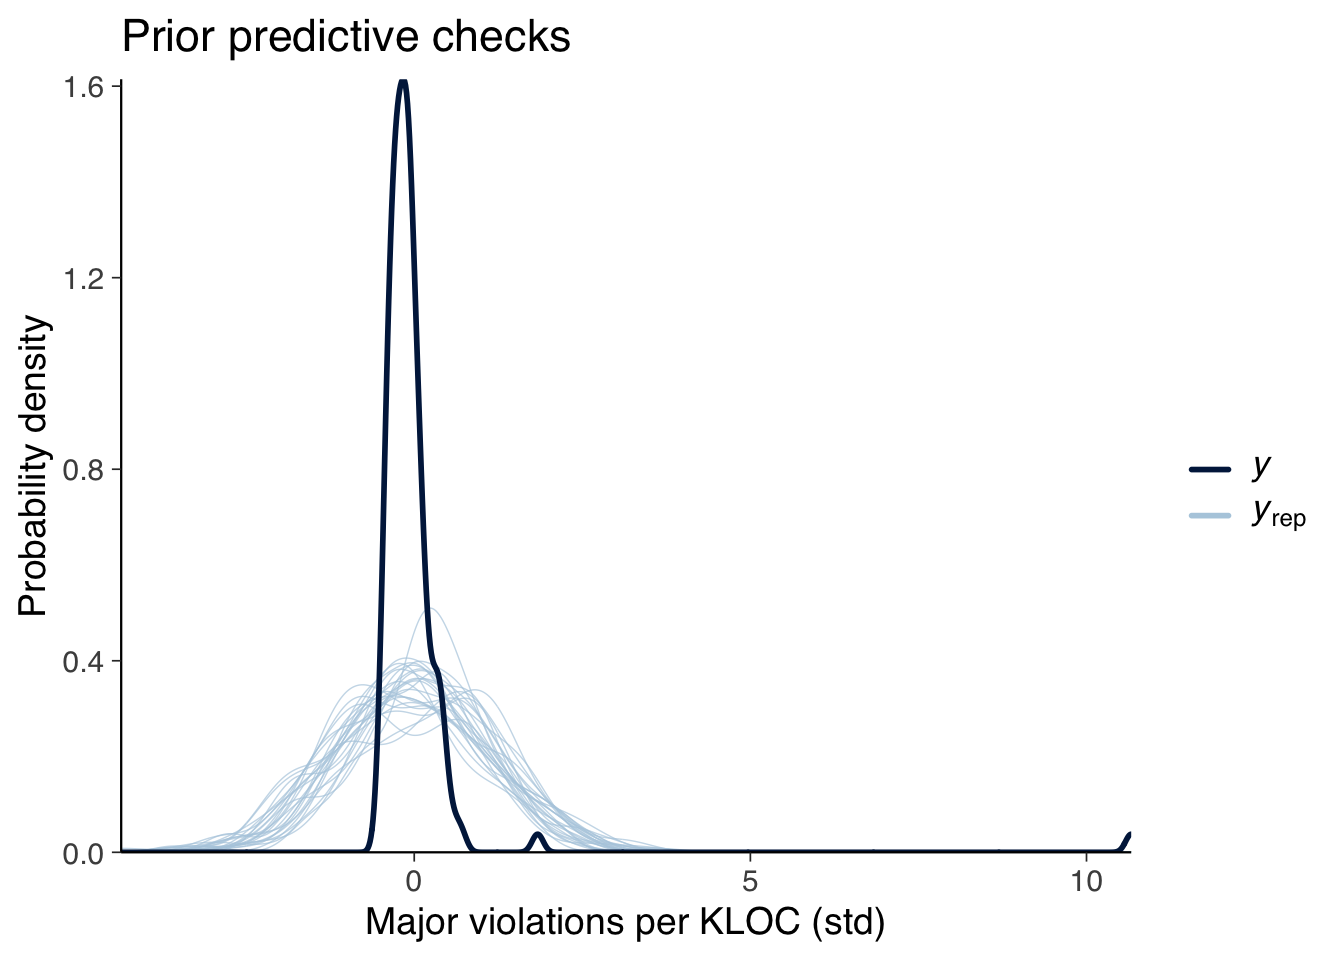 Prior predictive checks
1.6
1.2
0.8
0.4
0.0
Probability density
0 5 10
Major violations per KLOC (std)
y
yrep